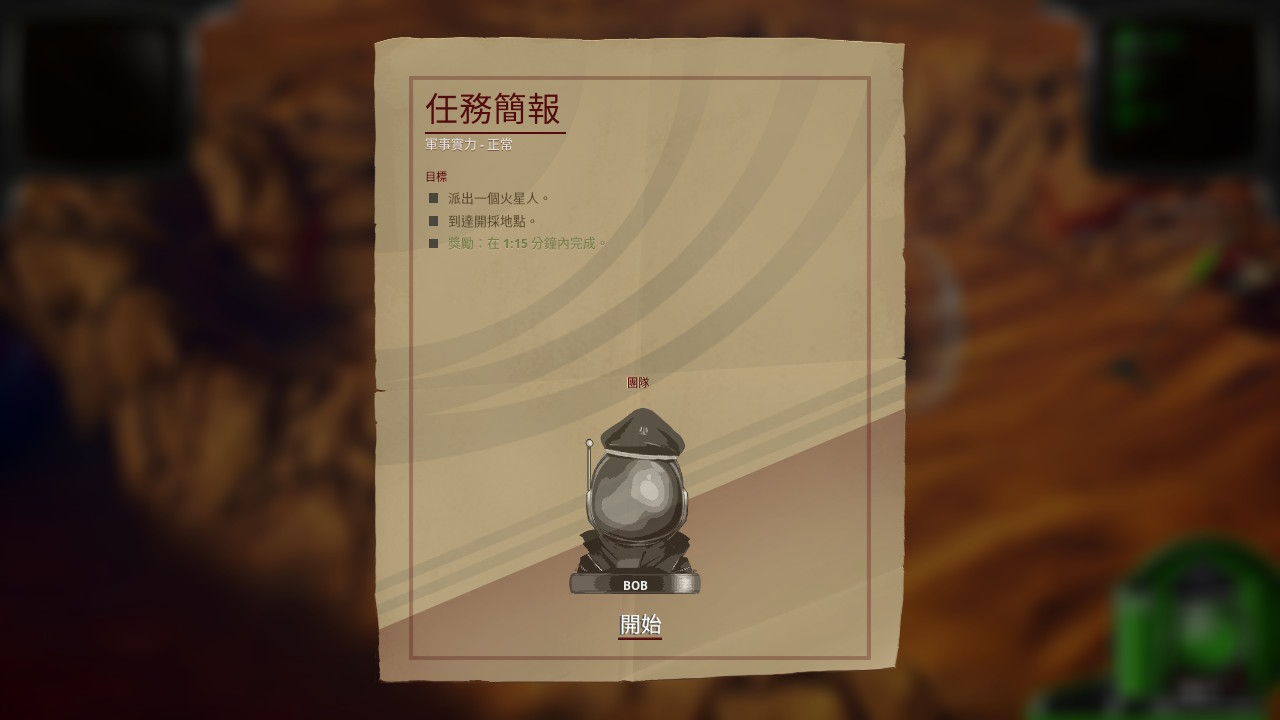 任務簡報
軍事實力 - 正常
目標
派出一個火星人。
到達開採地點。
獎勵：在 1:15 分鐘內完成。
團隊
BOB
開始